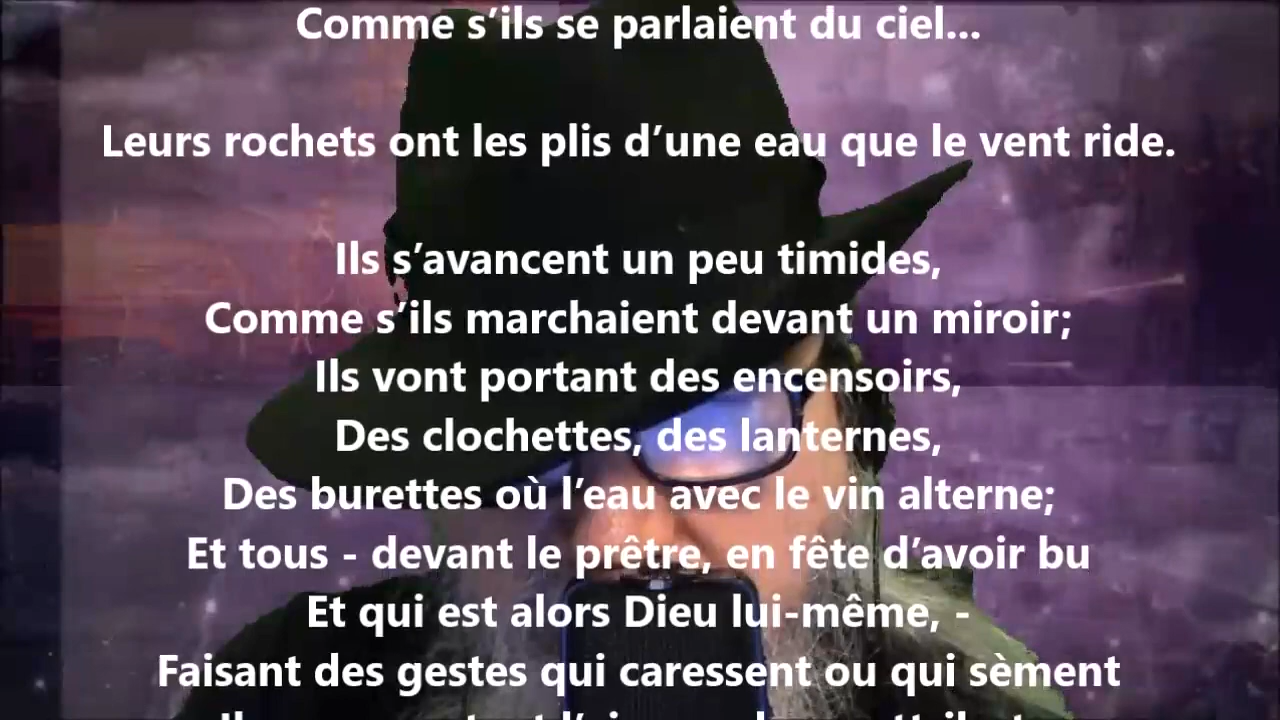 Comme s’ils se parlaient du ciel...
Leurs rochets ont les plis d’une eau que le vent ride.
Ils s’avancent un peu timides,
Comme s’ils marchaient devant un miroir;
Ils vont portant des encensoirs,
Des clochettes, des lanternes,
Des burettes où l’eau avec le vin alterne;
Et tous - devant le prêtre, en fête d’avoir bu
Et qui est alors Dieu lui-même, -
Faisant des gestes qui caressent ou qui sèment